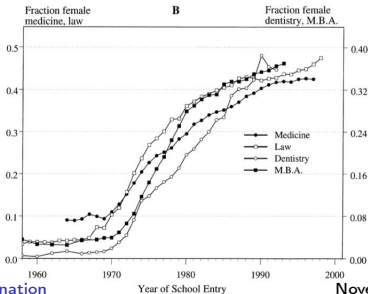 Fraction female B Fraction female
medicine, law dentistry, M.B.A.
0.5 0.40
0.4 0.32
0.3 0.24
0.2 0.16
0.1 0.08
0.0 0.00
Medicine
Law
Dentistry
M.B.A.
1960 1970 1980 1990 2000
nation Year of School Entry Nove